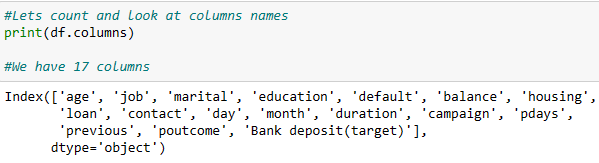 #Lets count and look at columns names
print(df.columns)
#We have 17 columns
Index(['age', 'job', 'marital', 'education', 'default', 'balance', 'housing',
'loan', 'contact', 'day', 'month', 'duration', 'campaign', 'pdays',
'previous', 'poutcome', 'Bank deposit(target)'],
dtype='object')